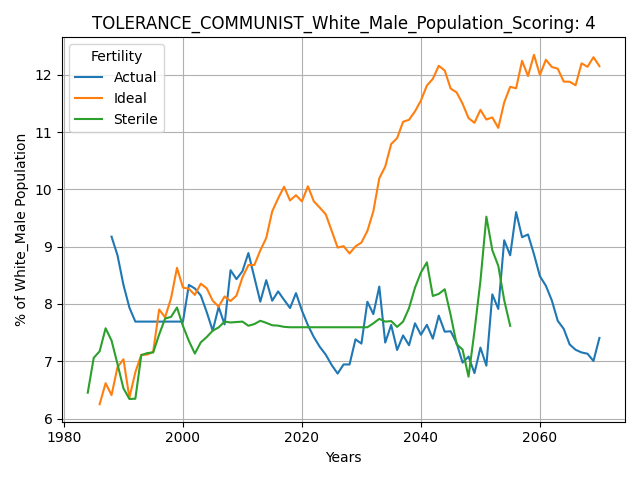 TOLERANCE_COMMUNIST_White_Male_Population_Scoring: 4
Fertility
Actual
Ideal
Sterile
% of White_Male Population
12
11
10
9
8
7
6
1980
2000
2020
2040
2060
Years